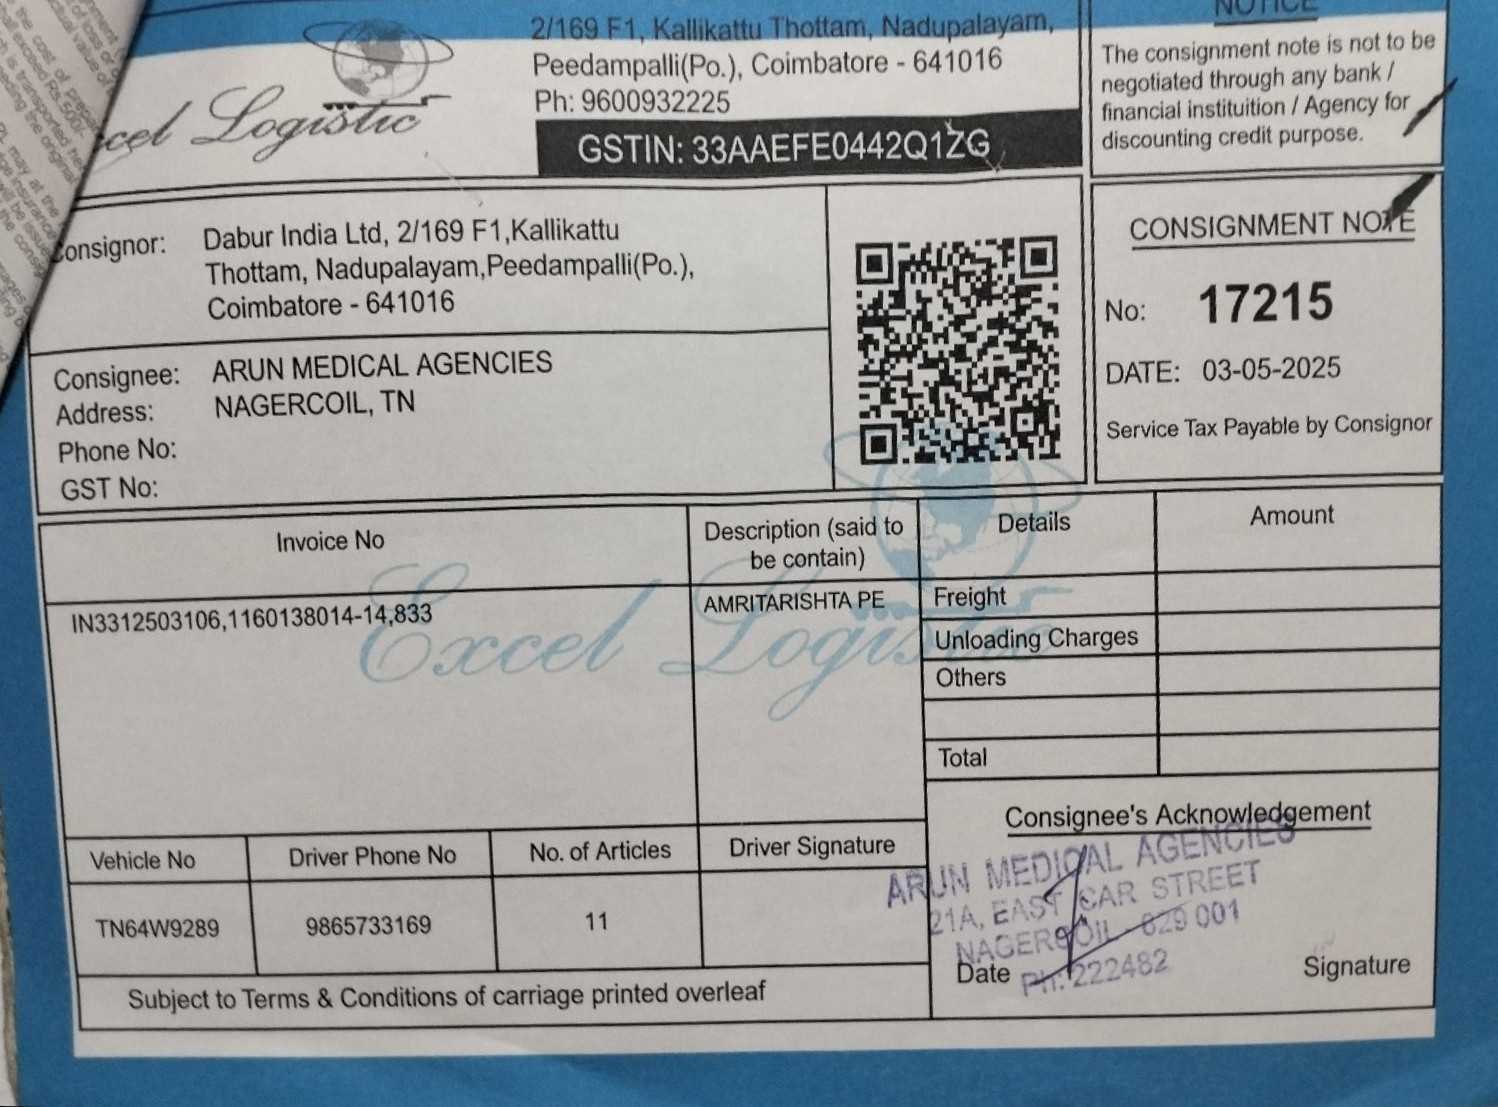 Excel Logistic
2/169 F1, Kallikattu Thottam, Nadupalayam,
Peedampalli(Po.), Coimbatore - 641016
Ph: 9600932225
GSTIN: 33AAEFE0442Q1ZG
NOTICE
The consignment note is not to be
negotiated through any bank /
financial instituition / Agency for
discounting credit purpose.
Consignor: Dabur India Ltd, 2/169 F1,Kallikattu
Thottam, Nadupalayam,Peedampalli(Po.),
Coimbatore - 641016
Consignee: ARUN MEDICAL AGENCIES
Address: NAGERCOIL, TN
Phone No:
GST No:
CONSIGNMENT NOTE
No: 17215
DATE: 03-05-2025
Service Tax Payable by Consignor
Invoice No
Description (said to
be contain)
Details
Amount
IN3312503106,1160138014-14,833
AMRITARISHTA PE
Freight
Unloading Charges
Others
Total
Excel Logistic
Vehicle No
Driver Phone No
No. of Articles
Driver Signature
TN64W9289
9865733169
11
Subject to Terms & Conditions of carriage printed overleaf
Consignee's Acknowledgement
ARUN MEDICAL AGENCIES
21A, EAST CAR STREET
NAGERCOIL - 629 001
Ph: 222482
Date
Signature